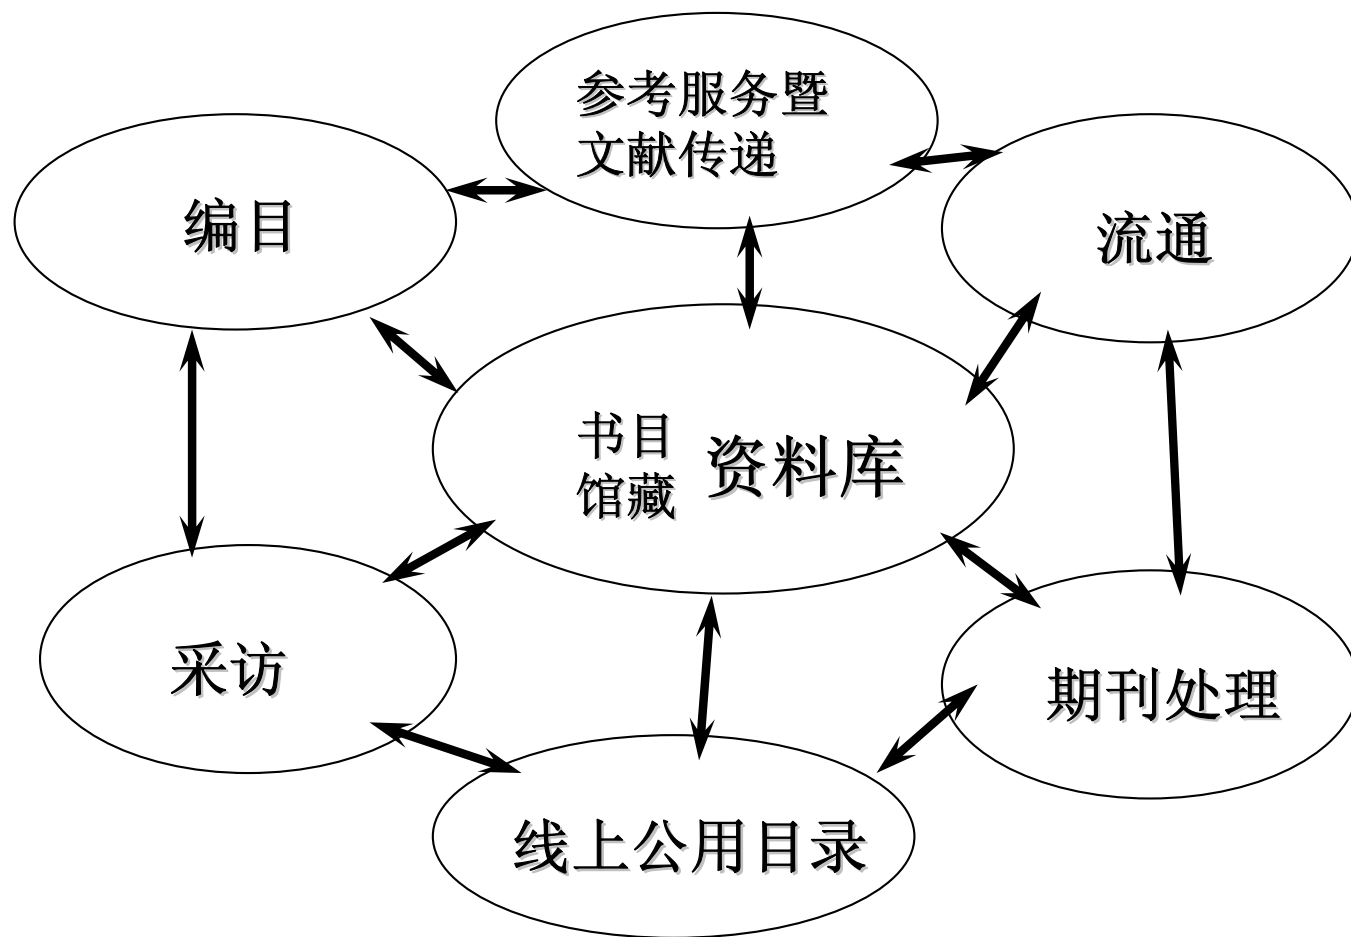 参考服务暨
文献传递
编目
流通
书目
馆藏
资料库
采访
期刊处理
线上公用目录